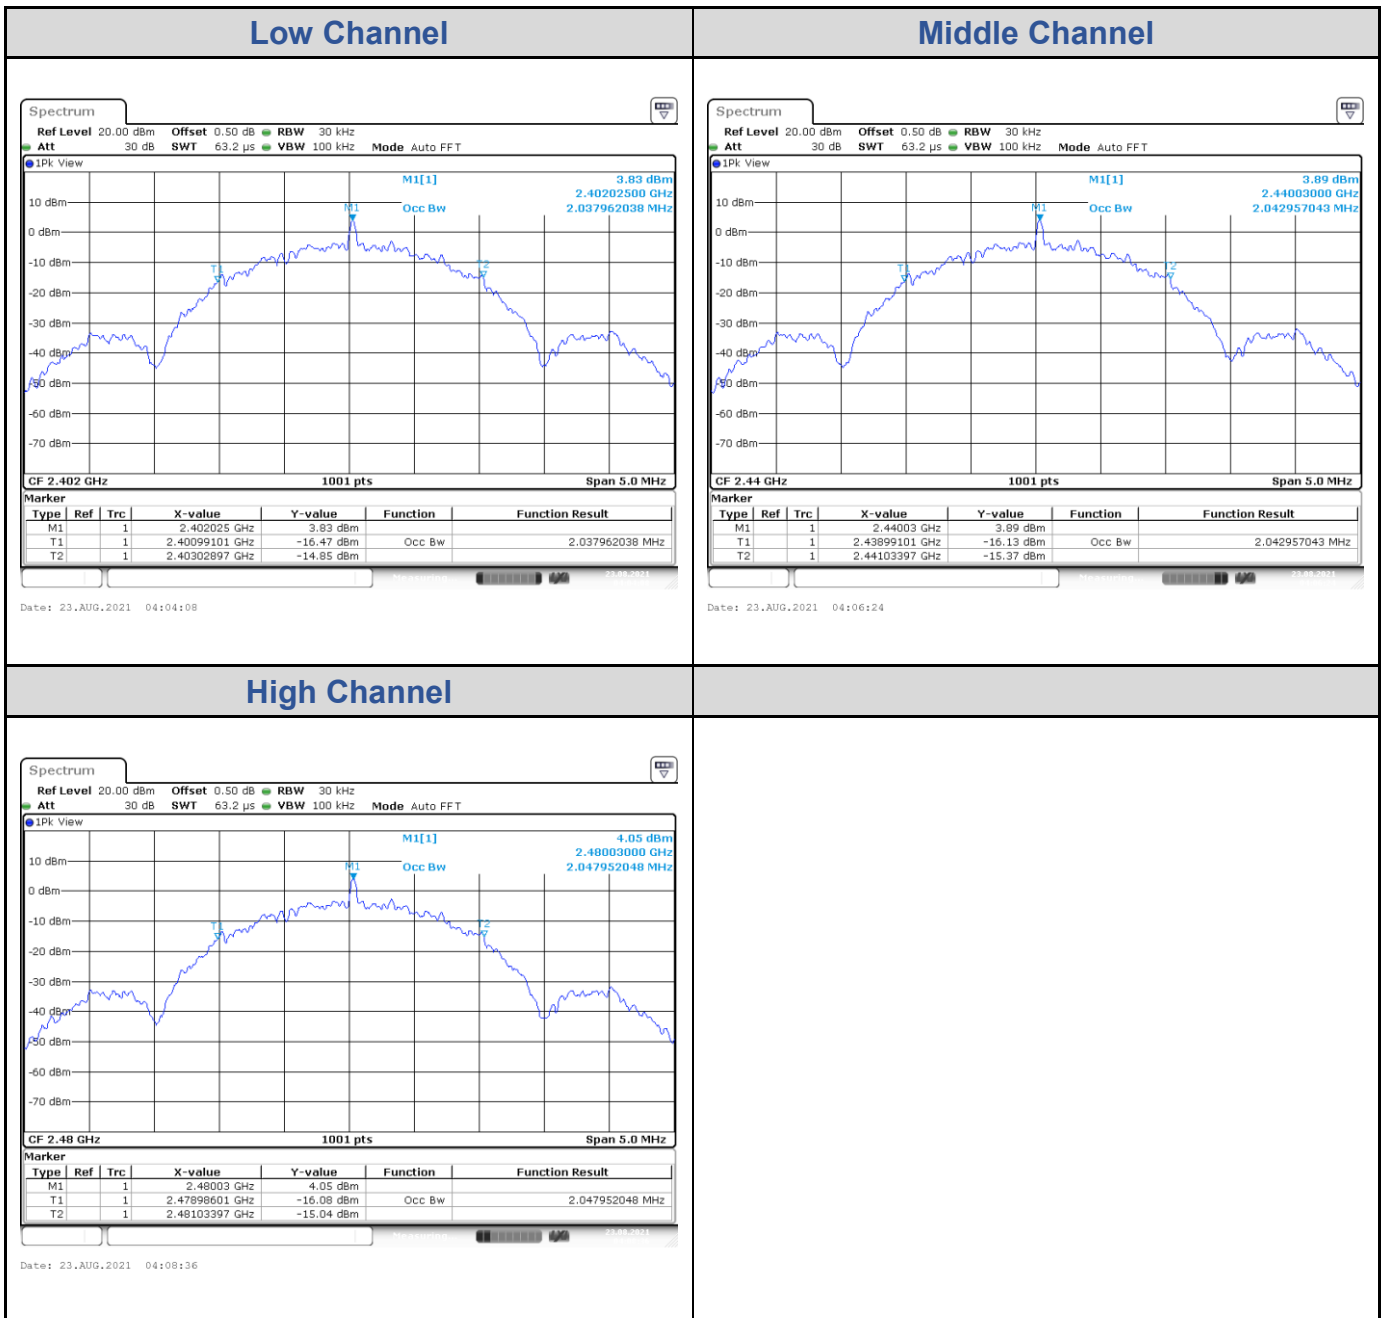 Low Channel
Spectrum
Ref Level 20.00 dBm Offset 0.50 dB RBW 30 kHz
Att 30 dB SWT 63.2 µs VBW 100 kHz Mode Auto FFT
1Pk View
M1[1] 3.83 dBm
2.40202500 GHz
Occ Bw 2.037962038 MHz
10 dBm
M1
0 dBm
-10 dBm
T1
T2
-20 dBm
-30 dBm
-40 dBm
-50 dBm
-60 dBm
-70 dBm
CF 2.402 GHz 1001 pts Span 5.0 MHz
Marker
Type Ref Trc X-value Y-value Function Function Result
M1 1 2.402025 GHz 3.83 dBm
T1 1 2.40099101 GHz -16.47 dBm Occ Bw 2.037962038 MHz
T2 1 2.40302897 GHz -14.85 dBm
Measuring 23.08.2021
Date: 23.AUG.2021 04:04:08
Middle Channel
Spectrum
Ref Level 20.00 dBm Offset 0.50 dB RBW 30 kHz
Att 30 dB SWT 63.2 µs VBW 100 kHz Mode Auto FFT
1Pk View
M1[1] 3.89 dBm
2.44003000 GHz
Occ Bw 2.042957043 MHz
10 dBm
M1
0 dBm
-10 dBm
T1
T2
-20 dBm
-30 dBm
-40 dBm
-50 dBm
-60 dBm
-70 dBm
CF 2.44 GHz 1001 pts Span 5.0 MHz
Marker
Type Ref Trc X-value Y-value Function Function Result
M1 1 2.44003 GHz 3.89 dBm
T1 1 2.43899101 GHz -16.13 dBm Occ Bw 2.042957043 MHz
T2 1 2.44103397 GHz -15.37 dBm
Measuring 23.08.2021
Date: 23.AUG.2021 04:06:24
High Channel
Spectrum
Ref Level 20.00 dBm Offset 0.50 dB RBW 30 kHz
Att 30 dB SWT 63.2 µs VBW 100 kHz Mode Auto FFT
1Pk View
M1[1] 4.05 dBm
2.48003000 GHz
Occ Bw 2.047952048 MHz
10 dBm
M1
0 dBm
-10 dBm
T1
T2
-20 dBm
-30 dBm
-40 dBm
-50 dBm
-60 dBm
-70 dBm
CF 2.48 GHz 1001 pts Span 5.0 MHz
Marker
Type Ref Trc X-value Y-value Function Function Result
M1 1 2.48003 GHz 4.05 dBm
T1 1 2.47898601 GHz -16.08 dBm Occ Bw 2.047952048 MHz
T2 1 2.48103397 GHz -15.04 dBm
Measuring 23.08.2021
Date: 23.AUG.2021 04:08:36